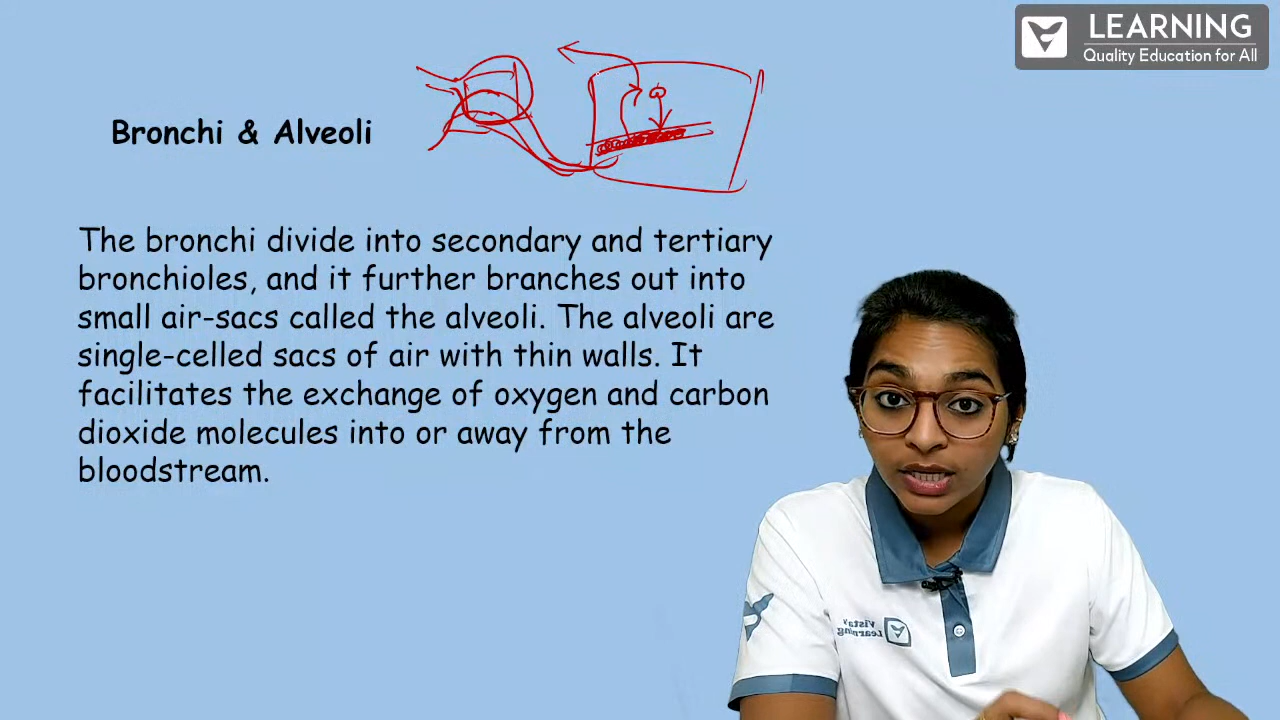 LEARNING
Quality Education for All
Bronchi & Alveoli
The bronchi divide into secondary and tertiary
bronchioles, and it further branches out into
small air-sacs called the alveoli. The alveoli are
single-celled sacs of air with thin walls. It
facilitates the exchange of oxygen and carbon
dioxide molecules into or away from the
bloodstream.
Vista's
Learning